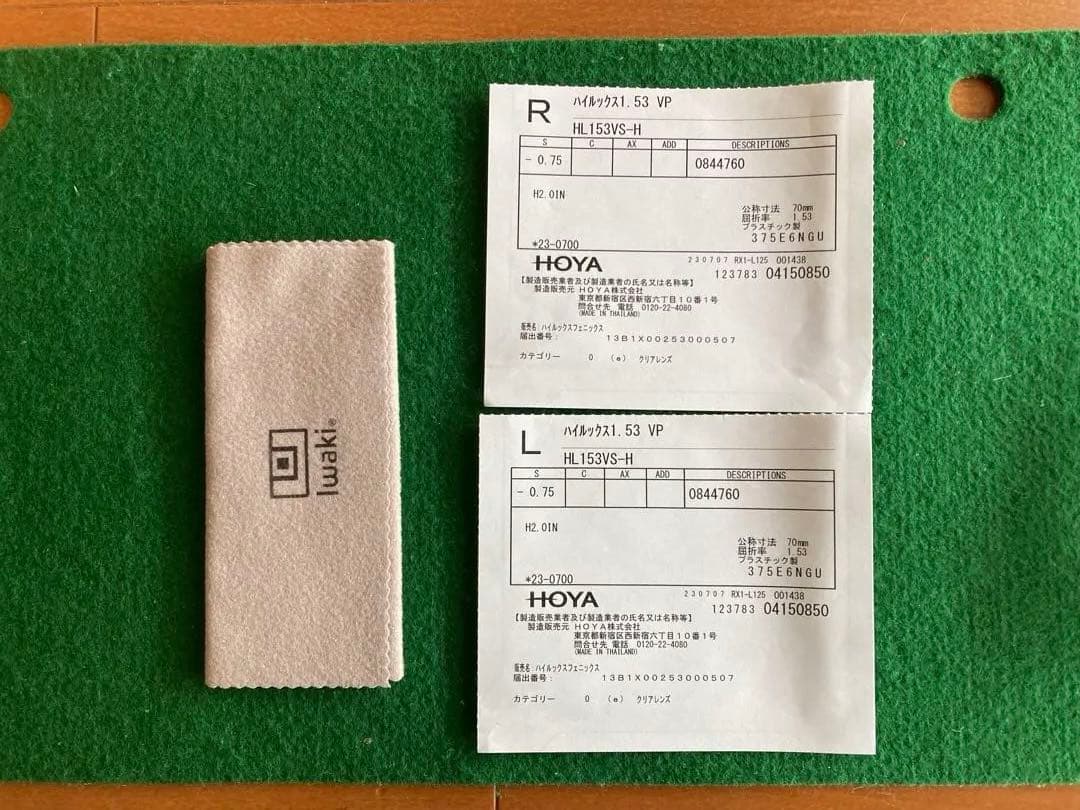 Iwaki®
R
ハイルックス1.53 VP
HL153VS-H
S C AX ADD DESCRIPTIONS
- 0.75 0844760
H2.0IN
公称寸法 70mm
屈折率 1.53
プラスチック製
375E6NGU
*23-0700
HOYA
230707 RX1-L125 001438
123783 04150850
【製造販売業者及び製造業者の氏名又は名称等】
製造販売元 HOYA株式会社
東京都新宿区西新宿六丁目10番1号
問合せ先 電話 0120-22-4080
(MADE IN THAILAND)
販売名:ハイルックスフェニックス
届出番号: 13B1X00253000507
カテゴリー 0 (e) クリアレンズ
L
ハイルックス1.53 VP
HL153VS-H
S C AX ADD DESCRIPTIONS
- 0.75 0844760
H2.0IN
公称寸法 70mm
屈折率 1.53
プラスチック製
375E6NGU
*23-0700
HOYA
230707 RX1-L125 001438
123783 04150850
【製造販売業者及び製造業者の氏名又は名称等】
製造販売元 HOYA株式会社
東京都新宿区西新宿六丁目10番1号
問合せ先 電話 0120-22-4080
(MADE IN THAILAND)
販売名:ハイルックスフェニックス
届出番号: 13B1X00253000507
カテゴリー 0 (e) クリアレンズ